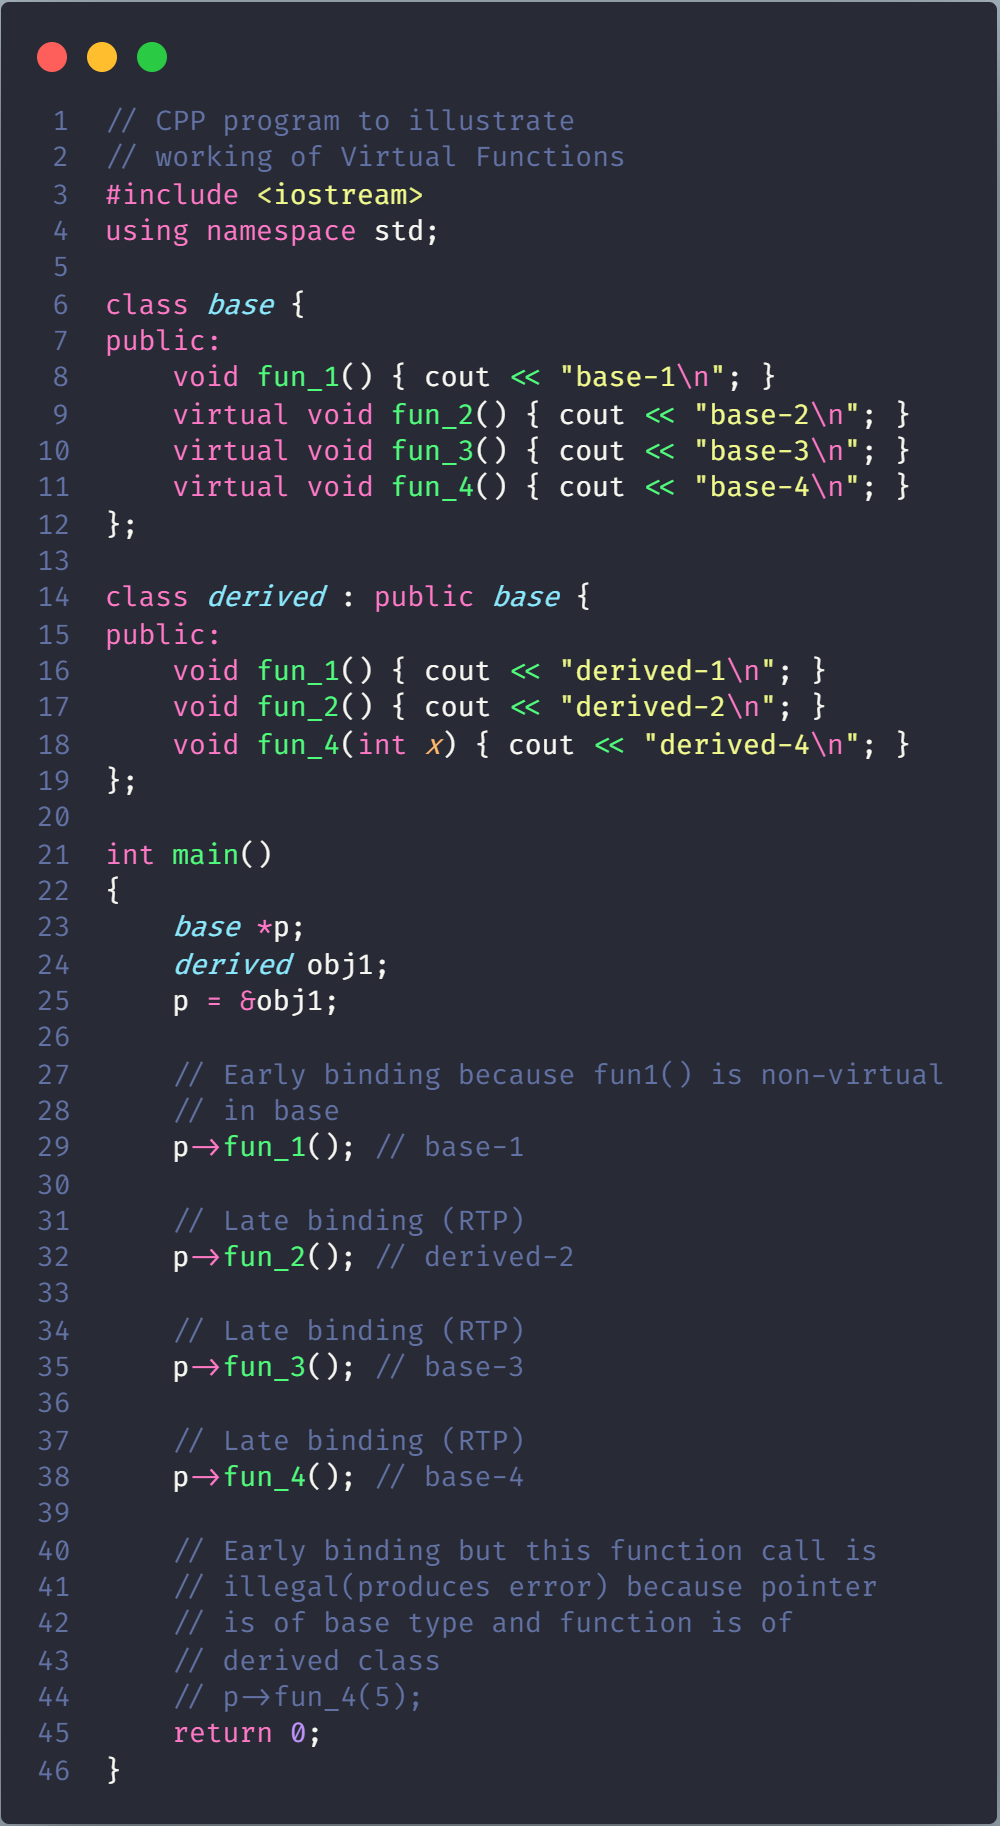 1 // CPP program to illustrate
2 // working of Virtual Functions
3 #include <iostream>
4 using namespace std;
5
6 class base {
7 public:
8     void fun_1() { cout << "base-1\n"; }
9     virtual void fun_2() { cout << "base-2\n"; }
10     virtual void fun_3() { cout << "base-3\n"; }
11     virtual void fun_4() { cout << "base-4\n"; }
12 };
13
14 class derived : public base {
15 public:
16     void fun_1() { cout << "derived-1\n"; }
17     void fun_2() { cout << "derived-2\n"; }
18     void fun_4(int x) { cout << "derived-4\n"; }
19 };
20
21 int main()
22 {
23     base *p;
24     derived obj1;
25     p = &obj1;
26
27     // Early binding because fun1() is non-virtual
28     // in base
29     p->fun_1(); // base-1
30
31     // Late binding (RTP)
32     p->fun_2(); // derived-2
33
34     // Late binding (RTP)
35     p->fun_3(); // base-3
36
37     // Late binding (RTP)
38     p->fun_4(); // base-4
39
40     // Early binding but this function call is
41     // illegal(produces error) because pointer
42     // is of base type and function is of
43     // derived class
44     // p->fun_4(5);
45     return 0;
46 }